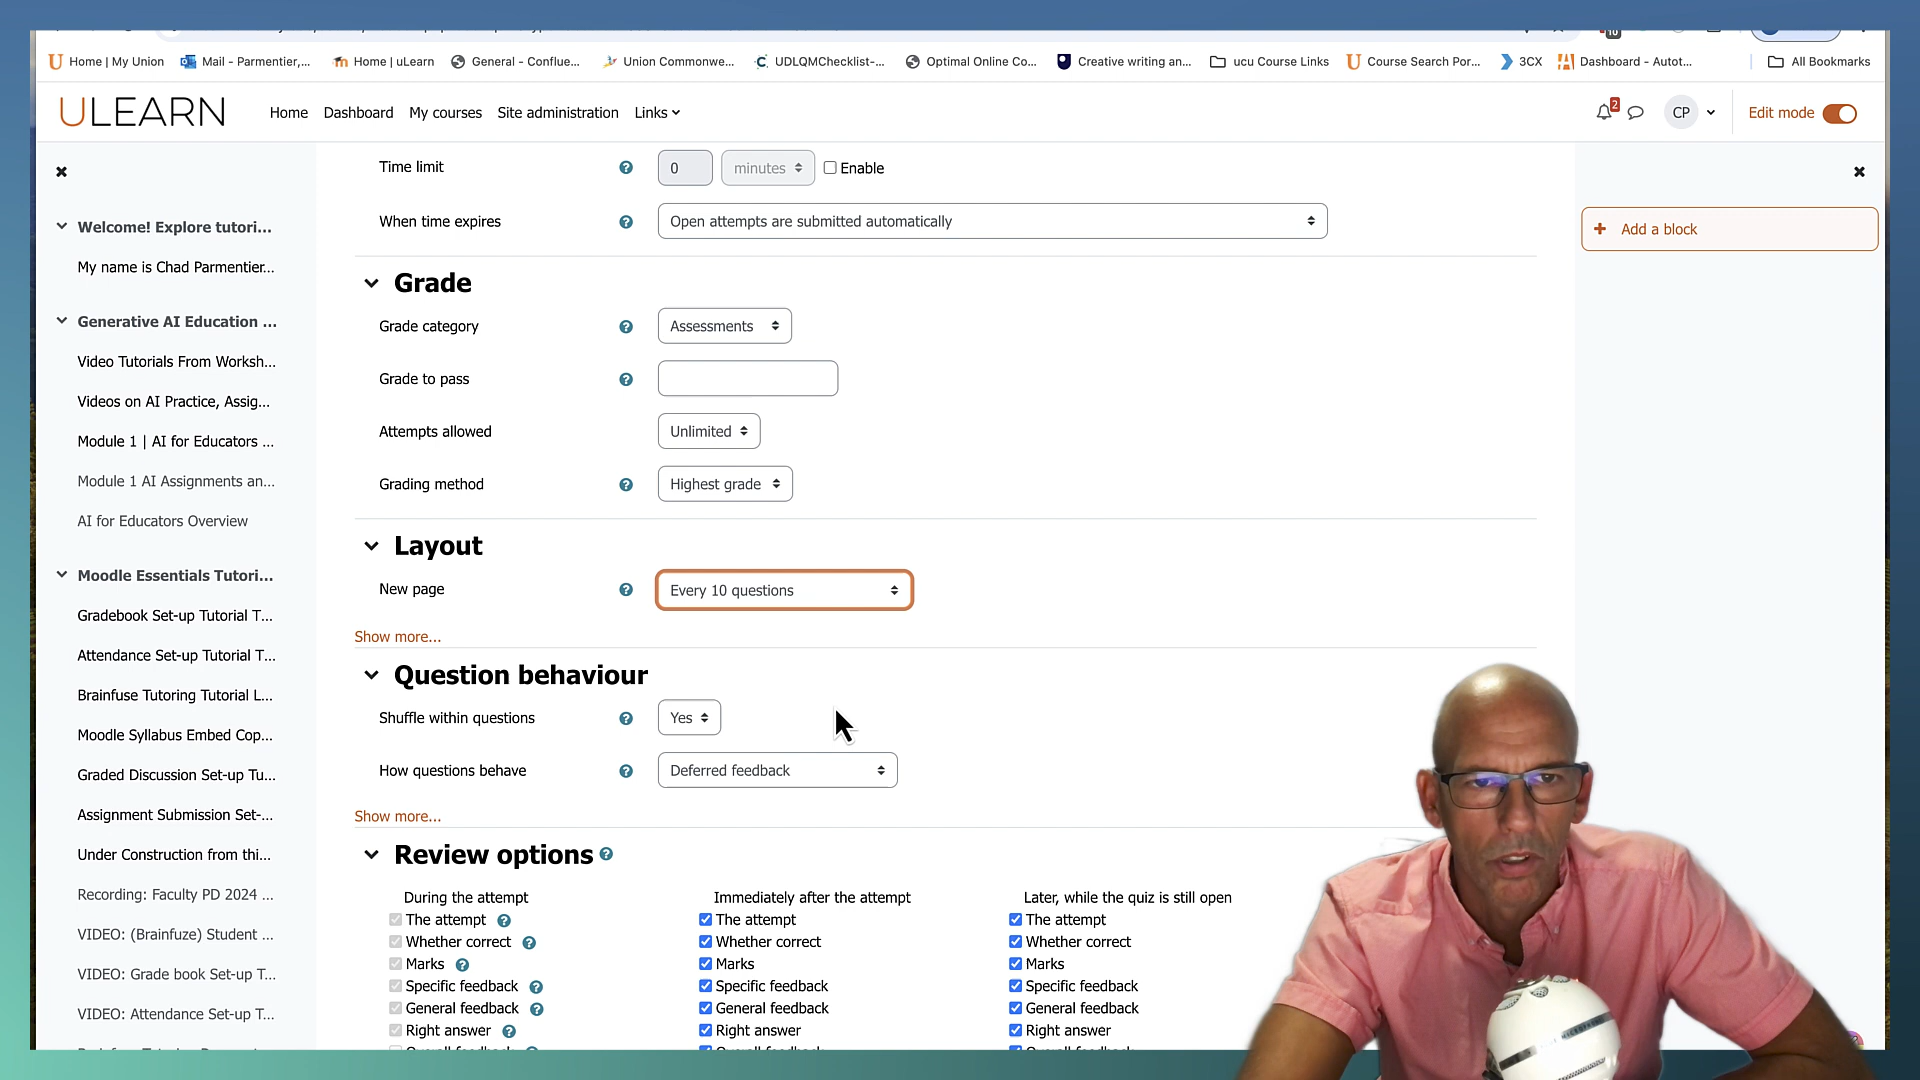 Home | My Union
Mail - Parmentier,...
Home | uLearn
General - Conflue...
Union Commonwe...
UDLQMChecklist-...
Optimal Online Co...
Creative writing an...
ucu Course Links
Course Search Por...
3CX
Dashboard - Autot...
All Bookmarks
ULEARN
Home
Dashboard
My courses
Site administration
Links
2
CP
Edit mode
Welcome! Explore tutori...
My name is Chad Parmentier...
Generative AI Education ...
Video Tutorials From Worksh...
Videos on AI Practice, Assig...
Module 1 | AI for Educators ...
Module 1 AI Assignments an...
AI for Educators Overview
Moodle Essentials Tutori...
Gradebook Set-up Tutorial T...
Attendance Set-up Tutorial T...
Brainfuse Tutoring Tutorial L...
Moodle Syllabus Embed Cop...
Graded Discussion Set-up Tu...
Assignment Submission Set-...
Under Construction from thi...
Recording: Faculty PD 2024 ...
VIDEO: (Brainfuze) Student ...
VIDEO: Grade book Set-up T...
VIDEO: Attendance Set-up T...
Time limit ? 0 minutes Enable
When time expires ? Open attempts are submitted automatically
Grade
Grade category ? Assessments
Grade to pass ?
Attempts allowed Unlimited
Grading method ? Highest grade
Layout
New page ? Every 10 questions
Show more...
Question behaviour
Shuffle within questions ? Yes
How questions behave ? Deferred feedback
Show more...
Review options ?
During the attempt
The attempt ?
Whether correct ?
Marks ?
Specific feedback ?
General feedback ?
Right answer ?
Immediately after the attempt
The attempt
Whether correct
Marks
Specific feedback
General feedback
Right answer
Later, while the quiz is still open
The attempt
Whether correct
Marks
Specific feedback
General feedback
Right answer
+ Add a block